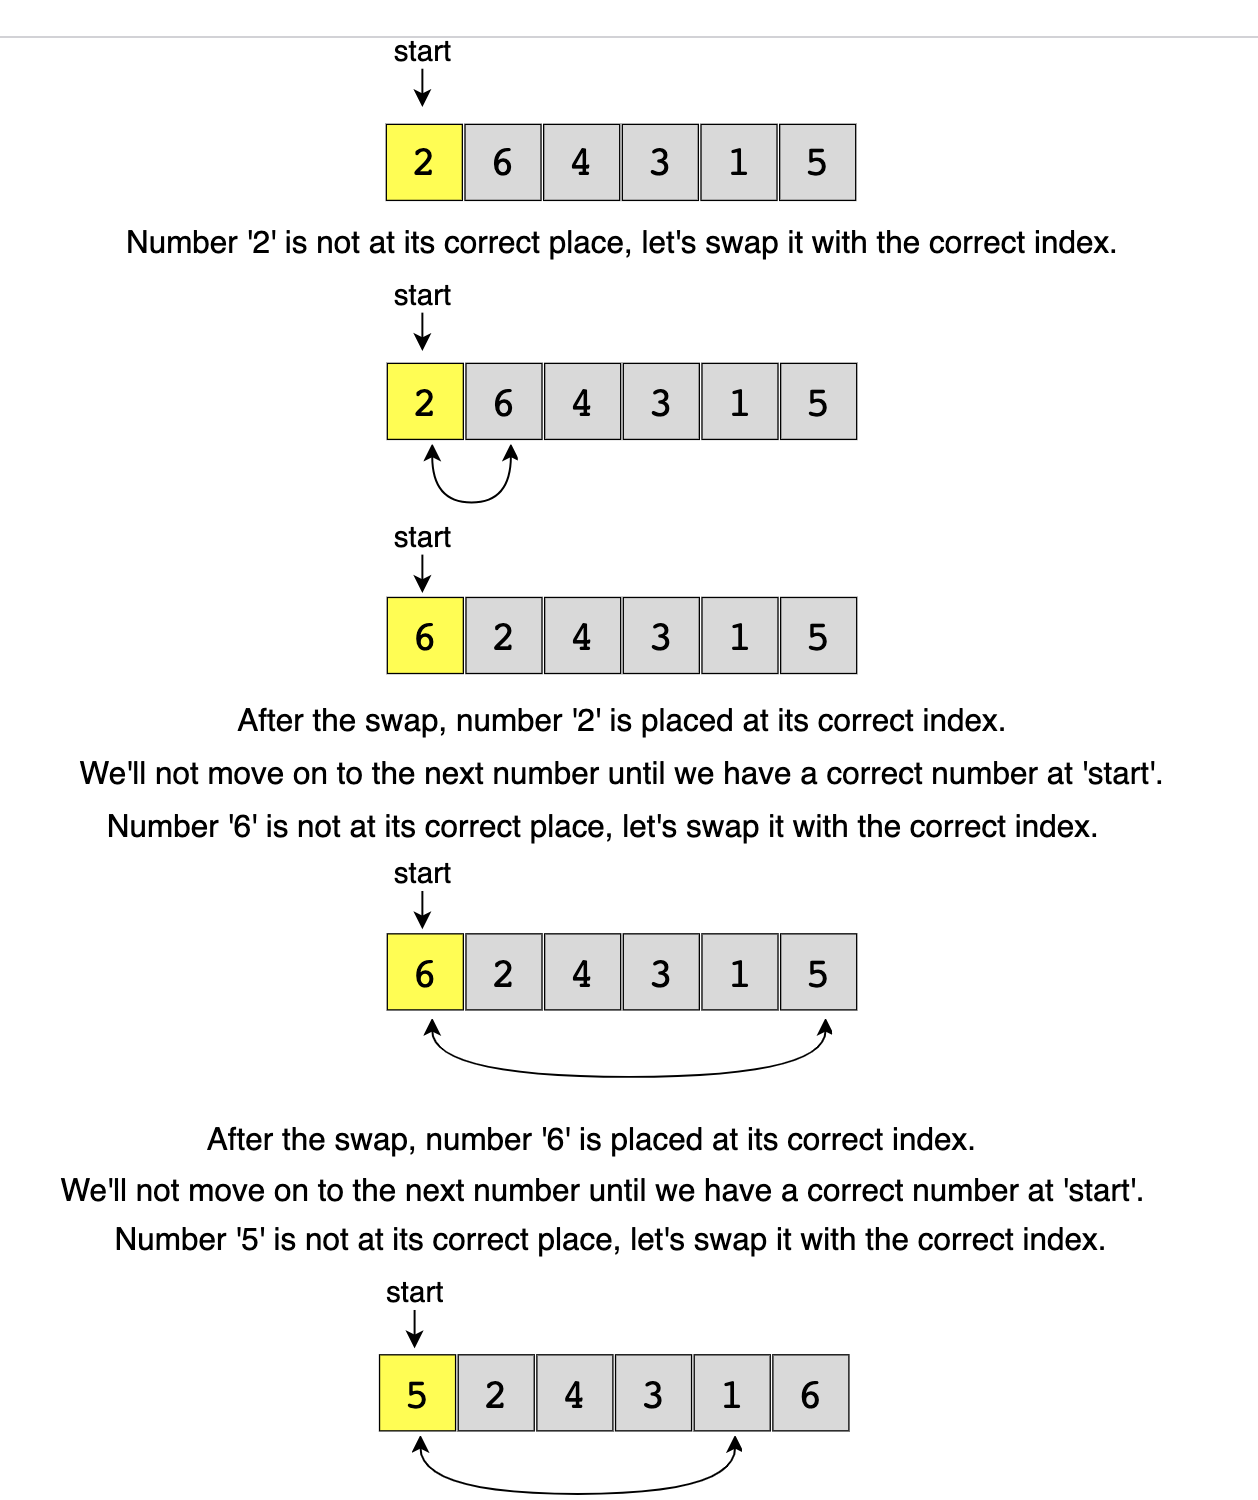 start
2 6 4 3 1 5
Number '2' is not at its correct place, let's swap it with the correct index.
start
2 6 4 3 1 5
start
6 2 4 3 1 5
After the swap, number '2' is placed at its correct index.
We'll not move on to the next number until we have a correct number at 'start'.
Number '6' is not at its correct place, let's swap it with the correct index.
start
6 2 4 3 1 5
After the swap, number '6' is placed at its correct index.
We'll not move on to the next number until we have a correct number at 'start'.
Number '5' is not at its correct place, let's swap it with the correct index.
start
5 2 4 3 1 6